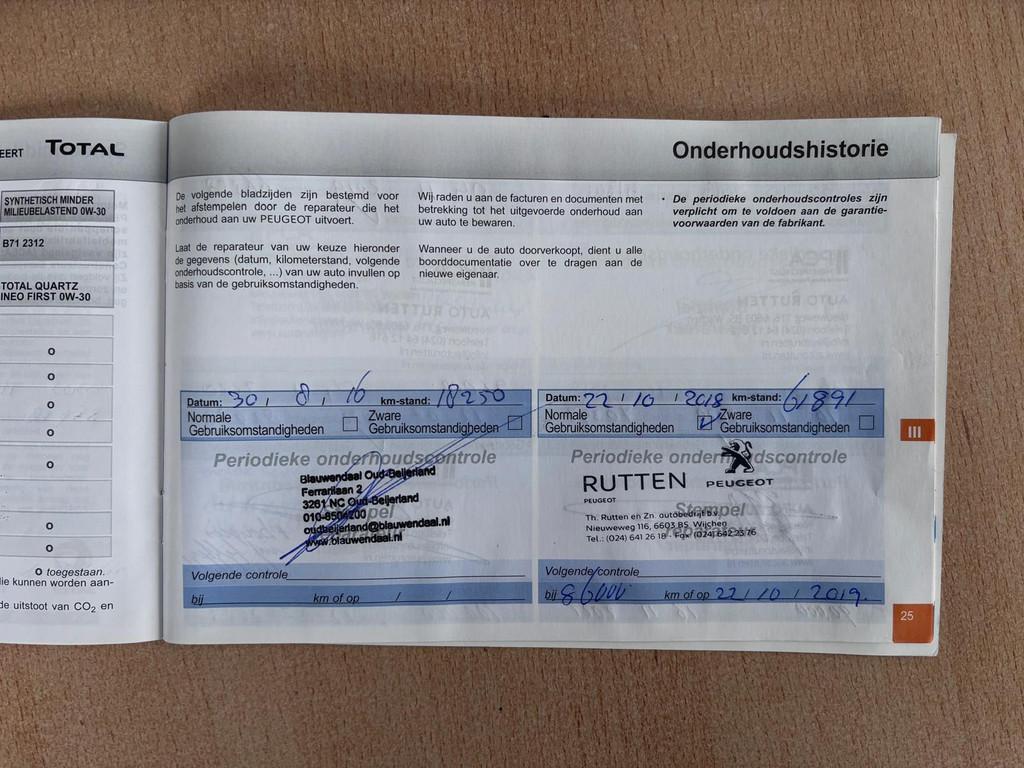 EERT TOTAL
SYNTHETISCH MINDER
MILIEUBELASTEND 0W-30
B71 2312
TOTAL QUARTZ
INEO FIRST 0W-30
o
o
o
o
o
o
o
o toegestaan.
lie kunnen worden aan-
de uitstoot van CO2 en
Onderhoudshistorie
De volgende bladzijden zijn bestemd voor
het afstempelen door de reparateur die het
onderhoud aan uw PEUGEOT uitvoert.
Laat de reparateur van uw keuze hieronder
de gegevens (datum, kilometerstand, volgende
onderhoudscontrole, ...) van uw auto invullen op
basis van de gebruiksomstandigheden.
Wij raden u aan de facturen en documenten met
betrekking tot het uitgevoerde onderhoud aan
uw auto te bewaren.
Wanneer u de auto doorverkoopt, dient u alle
boorddocumentatie over te dragen aan de
nieuwe eigenaar.
• De periodieke onderhoudscontroles zijn
verplicht om te voldoen aan de garantie-
voorwaarden van de fabrikant.
Datum: 30 / 8 / 16 km-stand: 18250
Normale Zware
Gebruiksomstandigheden Gebruiksomstandigheden
Periodieke onderhoudscontrole
Blauwendaal Oud-Beijerland
Ferrarilaan 2
3261 NC Oud-Beijerland
010-8504200
oudbeijerland@blauwendaal.nl
www.blauwendaal.nl
Volgende controle
bij km of op / /
Datum: 22 / 10 / 2018 km-stand: 61891
Normale Zware
Gebruiksomstandigheden Gebruiksomstandigheden
Periodieke onderhoudscontrole
RUTTEN PEUGEOT
PEUGEOT
Stempel
Th. Rutten en Zn. autobedrijf b.v.
Nieuweweg 116, 6603 BS Wijchen
Tel.: (024) 641 26 18 - Fax: (024) 642 23 76
Volgende controle
bij 86000 km of op 22 / 10 / 2019.
III
25